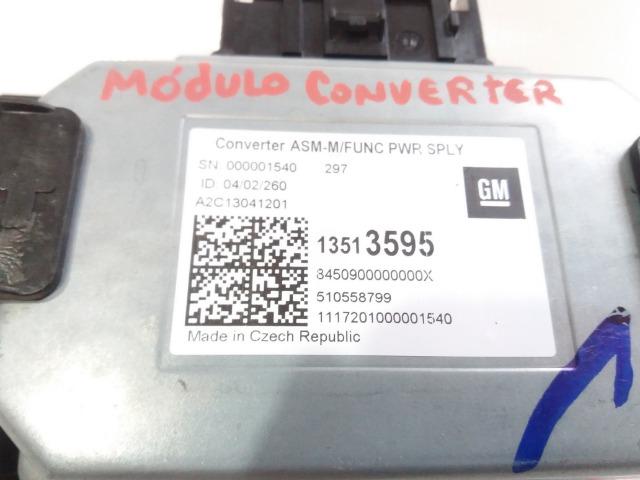 MÓDULO CONVERTER
Converter ASM-M/FUNC PWR SPLY
SN: 000001540 297
ID: 04/02/260
GM
A2C13041201
13513595
8450900000000X
510558799
1117201000001540
Made in Czech Republic